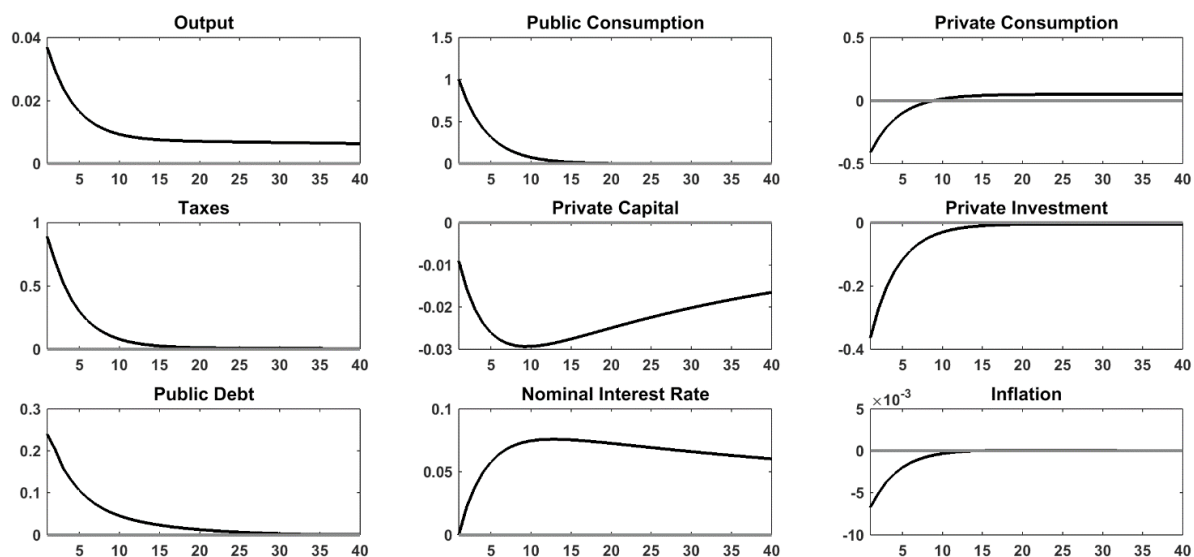 Output
0.04
0.02
0
5 10 15 20 25 30 35 40
Public Consumption
1.5
1
0.5
0
5 10 15 20 25 30 35 40
Private Consumption
0.5
0
-0.5
5 10 15 20 25 30 35 40
Taxes
1
0.5
0
5 10 15 20 25 30 35 40
Private Capital
0
-0.01
-0.02
-0.03
5 10 15 20 25 30 35 40
Private Investment
0
-0.2
-0.4
5 10 15 20 25 30 35 40
Public Debt
0.3
0.2
0.1
0
5 10 15 20 25 30 35 40
Nominal Interest Rate
0.1
0.05
0
5 10 15 20 25 30 35 40
Inflation
×10⁻³
5
0
-5
-10
5 10 15 20 25 30 35 40